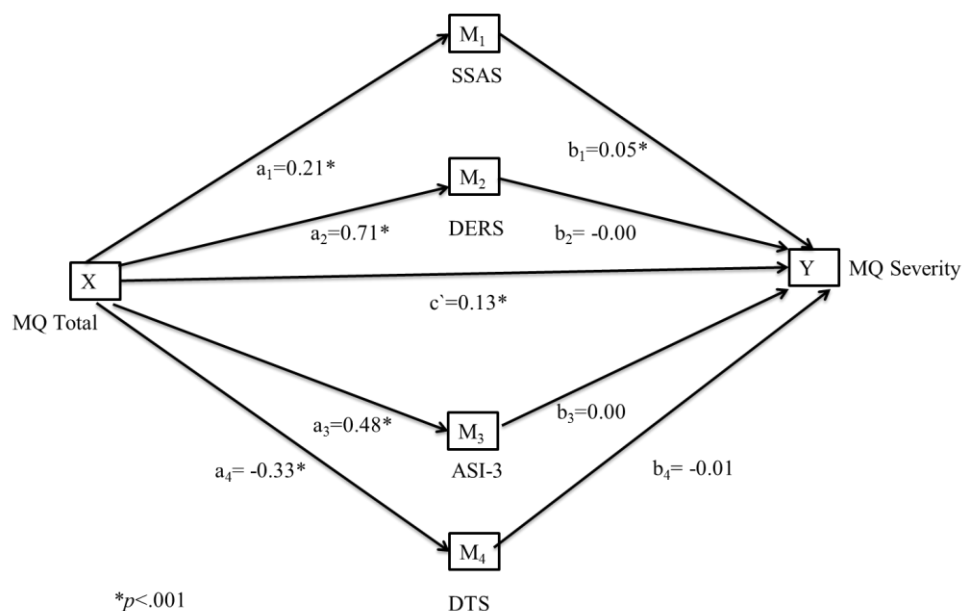 M₁
SSAS
a₁=0.21*
b₁=0.05*
M₂
DERS
a₂=0.71*
b₂= -0.00
X
MQ Total
c`=0.13*
Y
MQ Severity
a₃=0.48*
M₃
ASI-3
b₃=0.00
a₄= -0.33*
b₄= -0.01
M₄
DTS
*p<.001